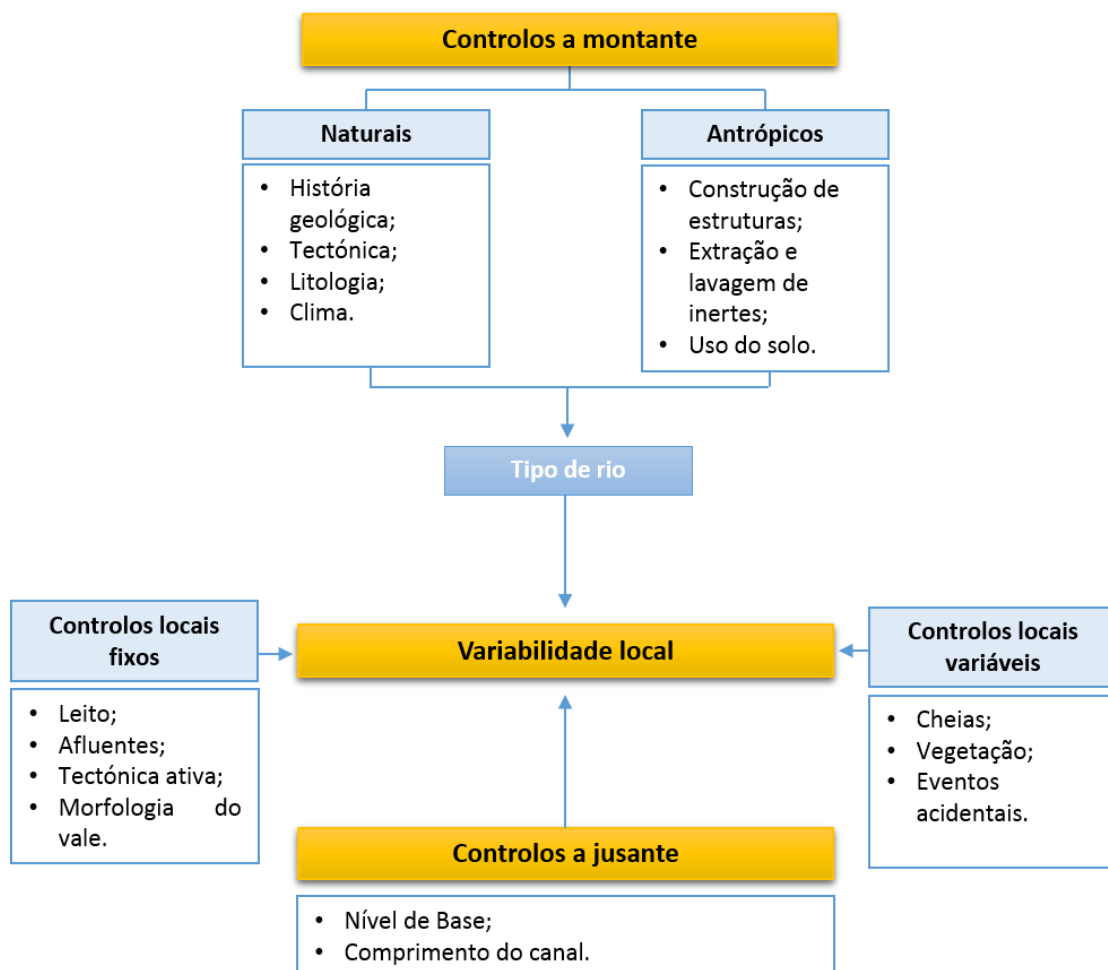 Controlos a montante
Naturais
• História
geológica;
• Tectónica;
• Litologia;
• Clima.
Antrópicos
• Construção de
estruturas;
• Extração e
lavagem de
inertes;
• Uso do solo.
Tipo de rio
Controlos locais
fixos
• Leito;
• Afluentes;
• Tectónica ativa;
• Morfologia do
vale.
Variabilidade local
Controlos locais
variáveis
• Cheias;
• Vegetação;
• Eventos
acidentais.
Controlos a jusante
• Nível de Base;
• Comprimento do canal.